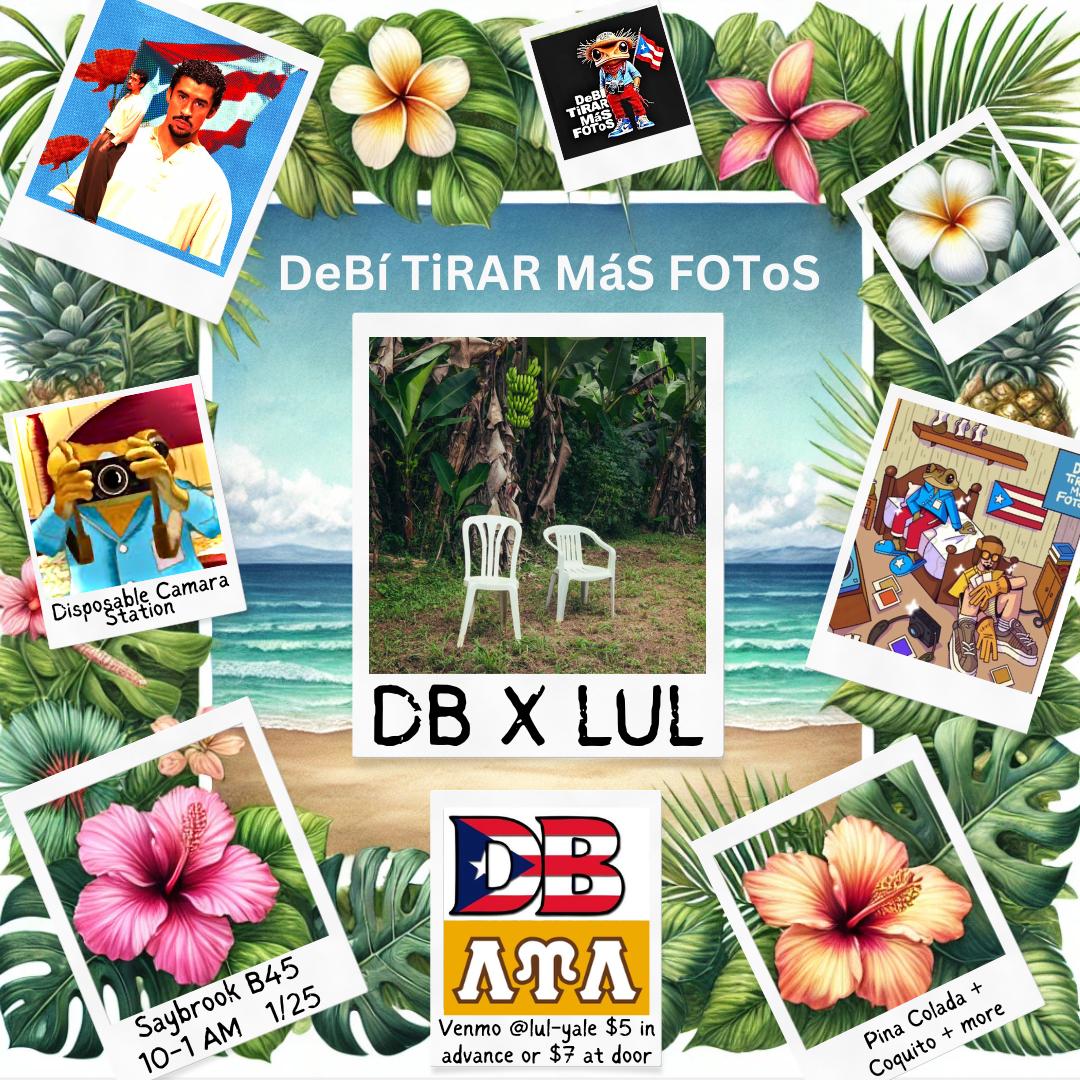 DeBÍ
TiRAR
MáS
FOToS
DeBí TiRAR MáS FOToS
Disposable Camara
Station
DB X LUL
DB
ΛΥΛ
Saybrook B45
10-1 AM 1/25
Venmo @lul-yale $5 in
advance or $7 at door
Pina Colada +
Coquito + more